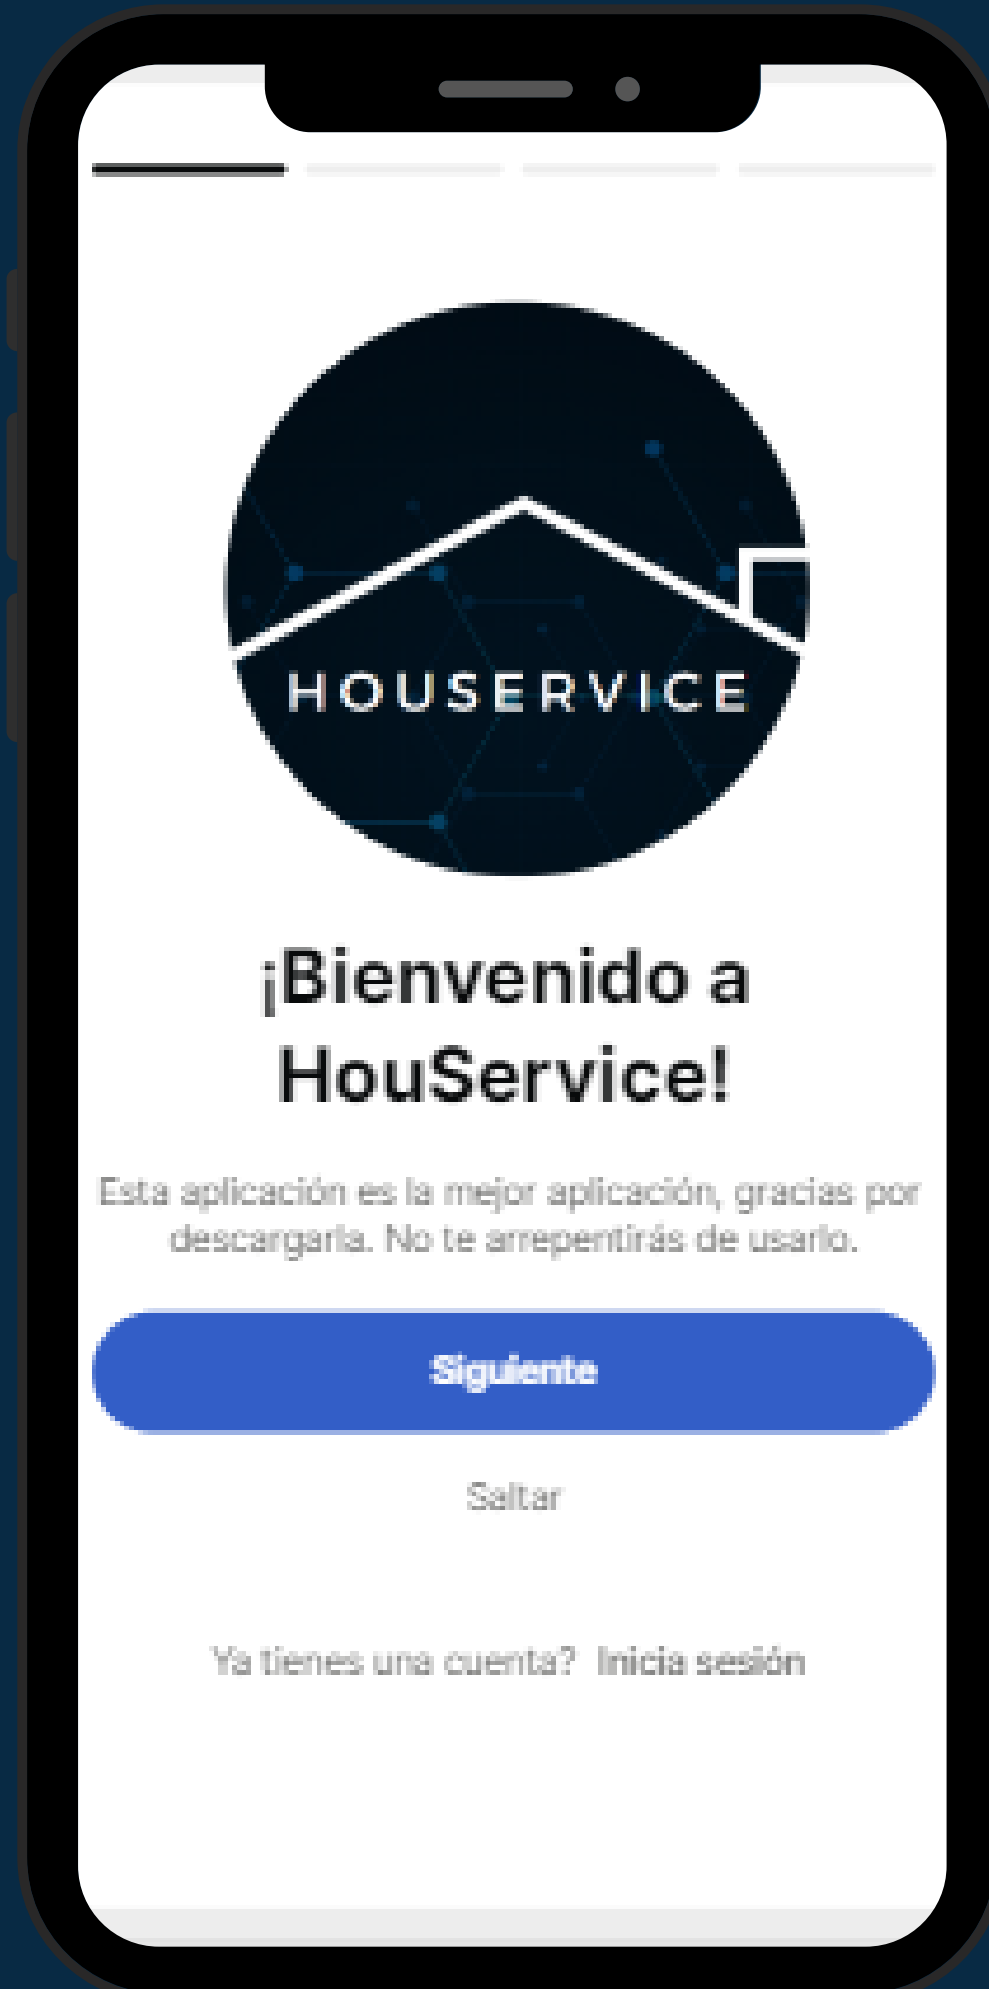 HOUSERVICE
¡Bienvenido a
HouService!
Esta aplicación es la mejor aplicación, gracias por
descargarla. No te arrepentirás de usarlo.
Siguiente
Saltar
Ya tienes una cuenta? Inicia sesión